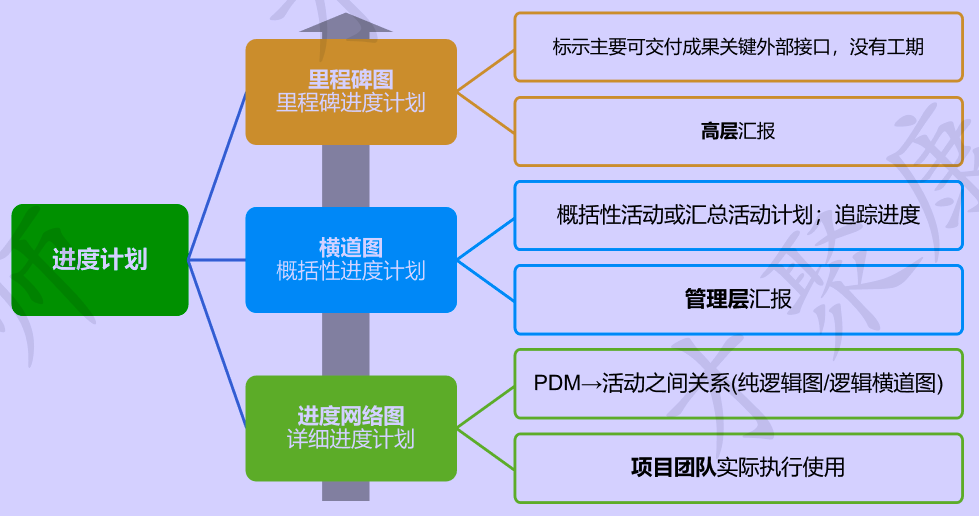 进度计划
里程碑图
里程碑进度计划
标示主要可交付成果关键外部接口，没有工期
高层汇报
横道图
概括性进度计划
概括性活动或汇总活动计划；追踪进度
管理层汇报
进度网络图
详细进度计划
PDM→活动之间关系(纯逻辑图/逻辑横道图)
项目团队实际执行使用
师
才聚康